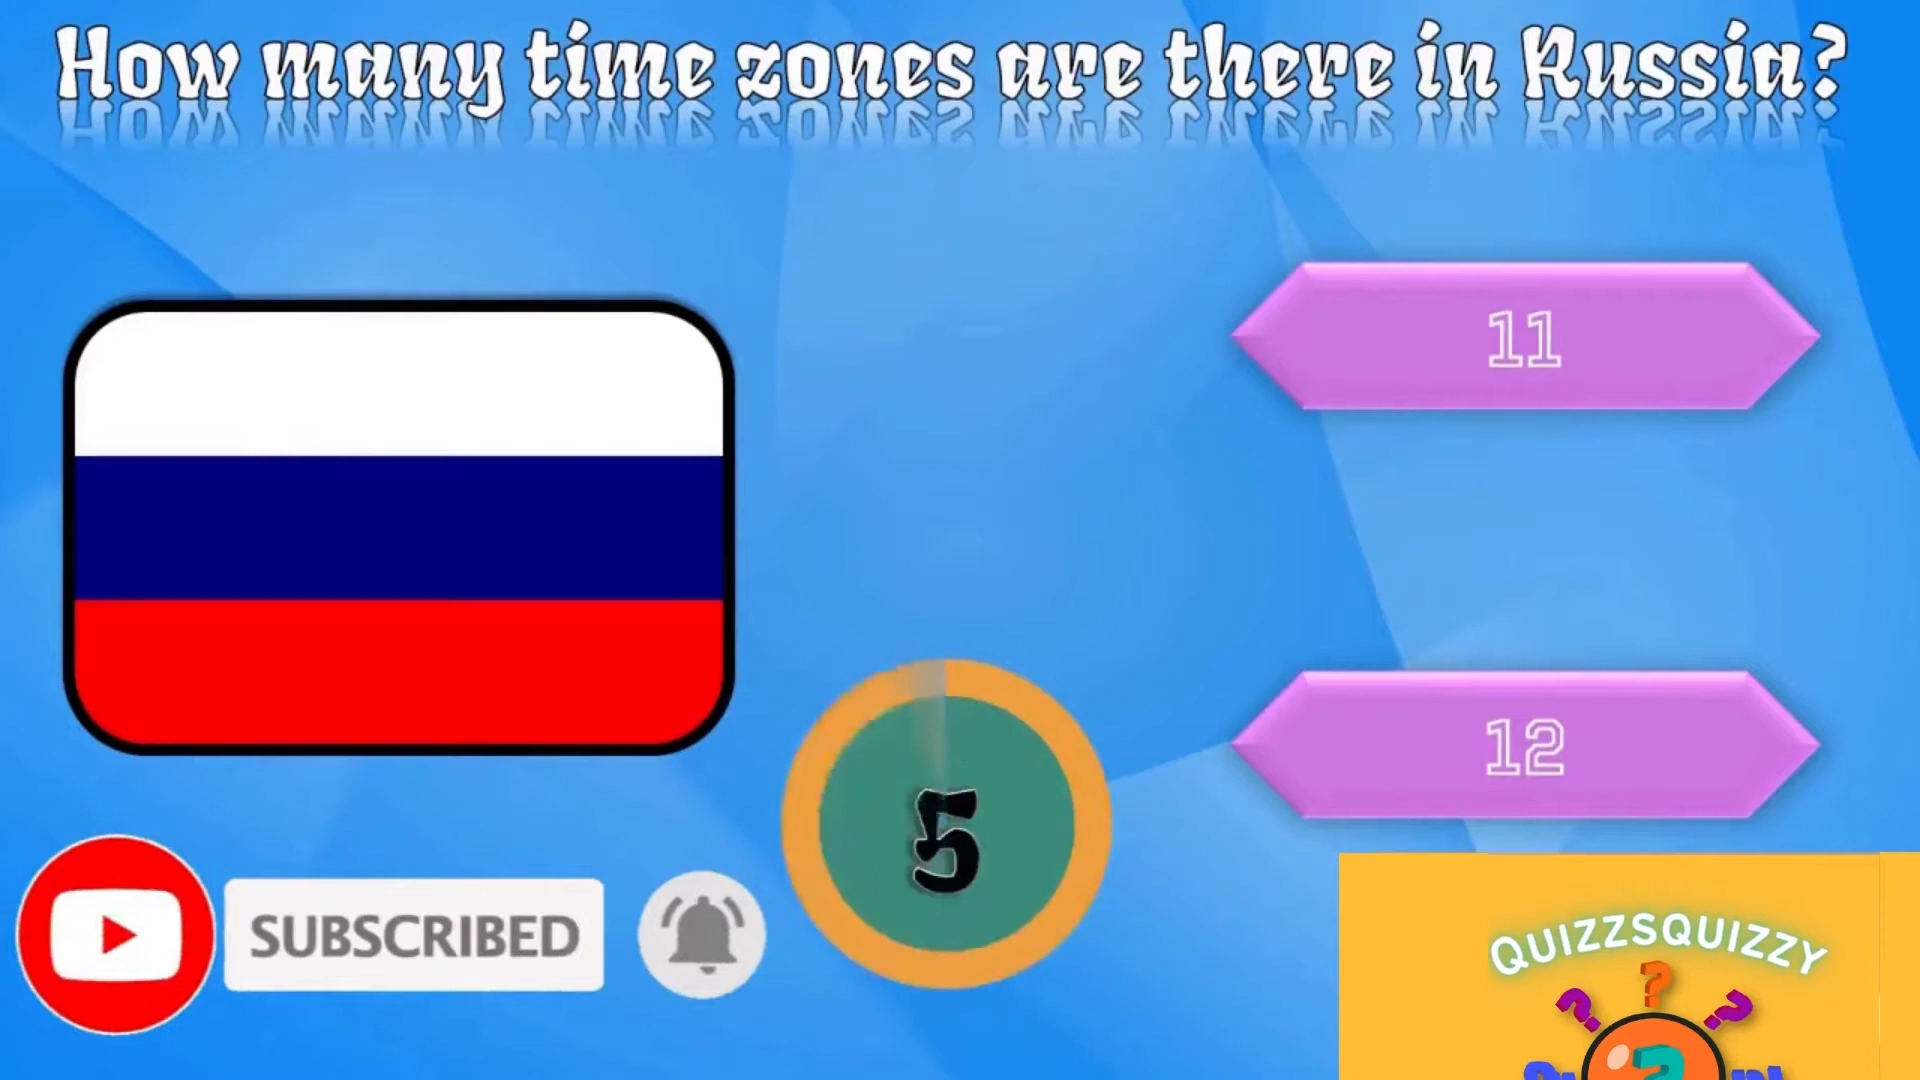 How many time zones are there in Russia?
11
12
5
SUBSCRIBED
QUIZZSQUIZZY
? ? ?
?